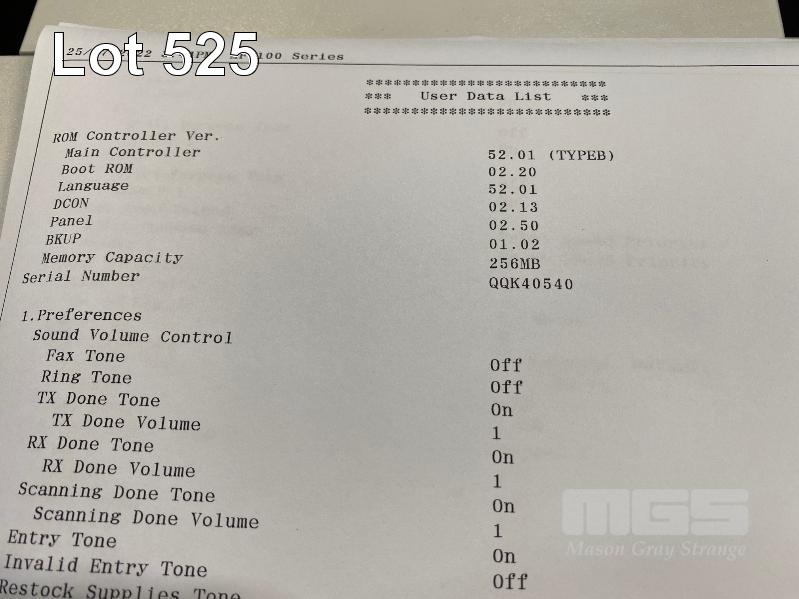 Lot 525
100 Series
**************************
*** User Data List ***
***************************
ROM Controller Ver.
Main Controller 52.01 (TYPEB)
Boot ROM 02.20
Language 52.01
DCON 02.13
Panel 02.50
BKUP 01.02
Memory Capacity 256MB
Serial Number QQK40540
1.Preferences
Sound Volume Control
Fax Tone Off
Ring Tone Off
TX Done Tone On
TX Done Volume 1
RX Done Tone On
RX Done Volume 1
Scanning Done Tone On
Scanning Done Volume 1
Entry Tone On
Invalid Entry Tone Off
Restock Supplies Tone
MGS
Mason Gray Strange